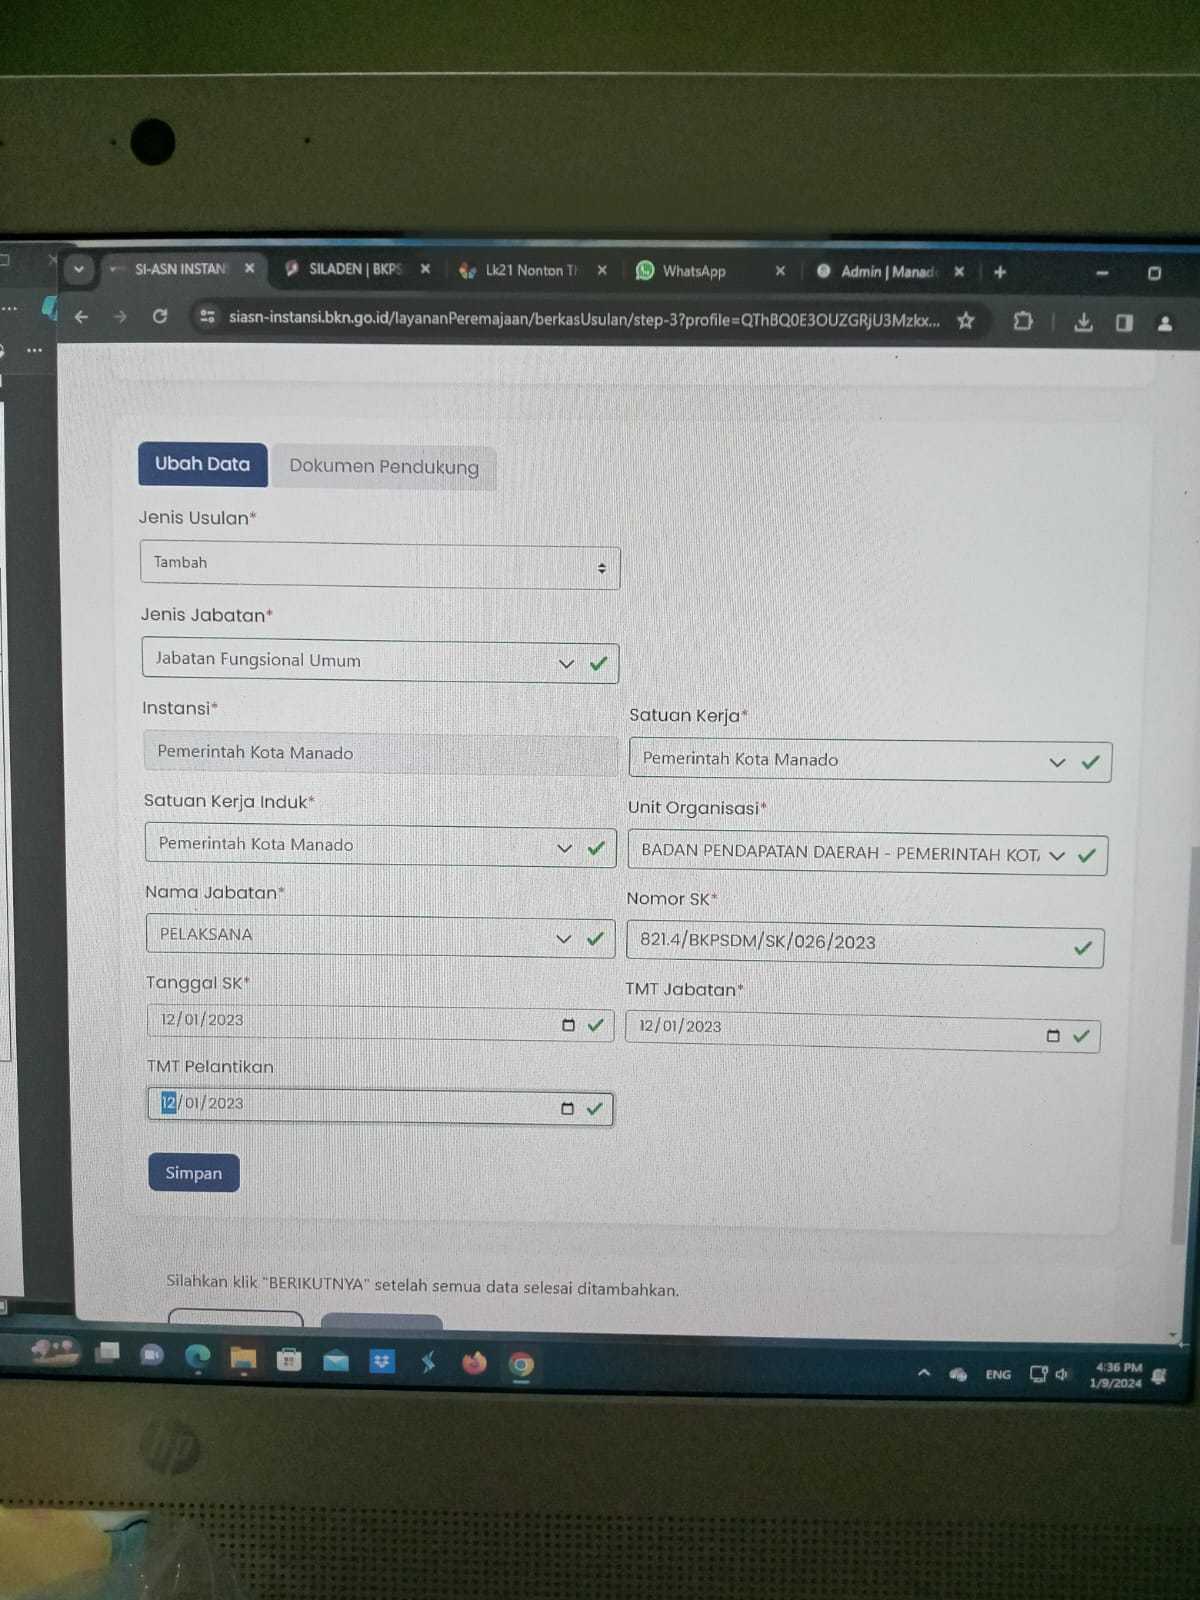 SI-ASN INSTAN
SILADEN | BKPS
Lk21 Nonton Th
WhatsApp
Admin | Manad
siasn-instansi.bkn.go.id/layananPeremajaan/berkasUsulan/step-3?profile=QThBQ0E3OUZGRjU3Mzkx...
Ubah Data
Dokumen Pendukung
Jenis Usulan*
Tambah
Jenis Jabatan*
Jabatan Fungsional Umum
Instansi*
Satuan Kerja*
Pemerintah Kota Manado
Pemerintah Kota Manado
Satuan Kerja Induk*
Unit Organisasi*
Pemerintah Kota Manado
BADAN PENDAPATAN DAERAH - PEMERINTAH KOTA
Nama Jabatan*
Nomor SK*
PELAKSANA
821.4/BKPSDM/SK/026/2023
Tanggal SK*
TMT Jabatan*
12/01/2023
12/01/2023
TMT Pelantikan
12/01/2023
Simpan
Silahkan klik "BERIKUTNYA" setelah semua data selesai ditambahkan.
ENG
4:36 PM
1/9/2024
hp